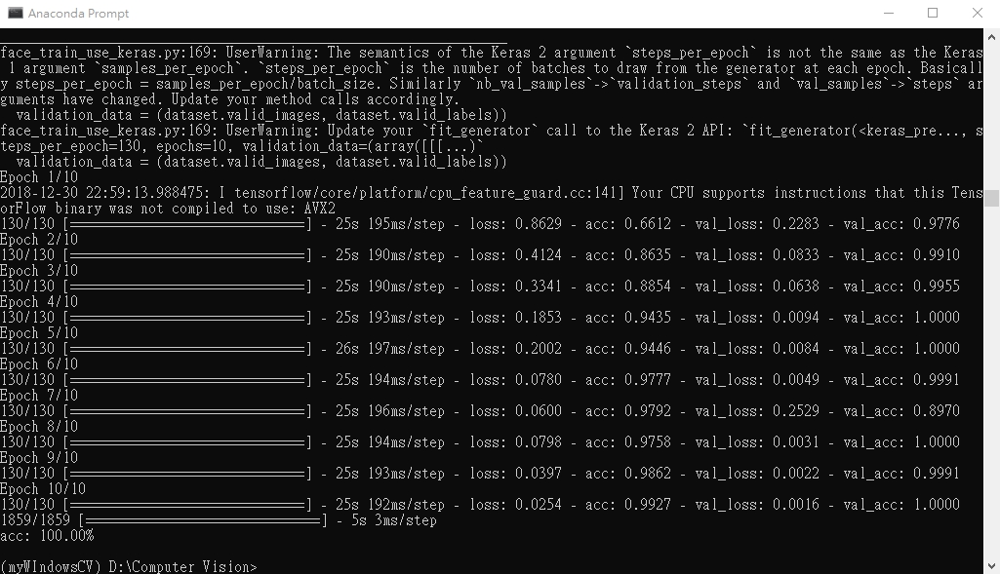 Anaconda Prompt
face_train_use_keras.py:169: UserWarning: The semantics of the Keras 2 argument `steps_per_epoch` is not the same as the Keras
 1 argument `samples_per_epoch`. `steps_per_epoch` is the number of batches to draw from the generator at each epoch. Basicall
y steps_per_epoch = samples_per_epoch/batch_size. Similarly `nb_val_samples`->`validation_steps` and `val_samples`->`steps` ar
guments have changed. Update your method calls accordingly.
  validation_data = (dataset.valid_images, dataset.valid_labels))
face_train_use_keras.py:169: UserWarning: Update your `fit_generator` call to the Keras 2 API: `fit_generator(<keras_pre..., s
teps_per_epoch=130, epochs=10, validation_data=(array([[[...)`
  validation_data = (dataset.valid_images, dataset.valid_labels))
Epoch 1/10
2018-12-30 22:59:13.988475: I tensorflow/core/platform/cpu_feature_guard.cc:141] Your CPU supports instructions that this Tens
orFlow binary was not compiled to use: AVX2
130/130 [==============================] - 25s 195ms/step - loss: 0.8629 - acc: 0.6612 - val_loss: 0.2283 - val_acc: 0.9776
Epoch 2/10
130/130 [==============================] - 25s 190ms/step - loss: 0.4124 - acc: 0.8635 - val_loss: 0.0833 - val_acc: 0.9910
Epoch 3/10
130/130 [==============================] - 25s 190ms/step - loss: 0.3341 - acc: 0.8854 - val_loss: 0.0638 - val_acc: 0.9955
Epoch 4/10
130/130 [==============================] - 25s 193ms/step - loss: 0.1853 - acc: 0.9435 - val_loss: 0.0094 - val_acc: 1.0000
Epoch 5/10
130/130 [==============================] - 26s 197ms/step - loss: 0.2002 - acc: 0.9446 - val_loss: 0.0084 - val_acc: 1.0000
Epoch 6/10
130/130 [==============================] - 25s 194ms/step - loss: 0.0780 - acc: 0.9777 - val_loss: 0.0049 - val_acc: 0.9991
Epoch 7/10
130/130 [==============================] - 25s 196ms/step - loss: 0.0600 - acc: 0.9792 - val_loss: 0.2529 - val_acc: 0.8970
Epoch 8/10
130/130 [==============================] - 25s 194ms/step - loss: 0.0798 - acc: 0.9758 - val_loss: 0.0031 - val_acc: 1.0000
Epoch 9/10
130/130 [==============================] - 25s 193ms/step - loss: 0.0397 - acc: 0.9862 - val_loss: 0.0022 - val_acc: 0.9991
Epoch 10/10
130/130 [==============================] - 25s 192ms/step - loss: 0.0254 - acc: 0.9927 - val_loss: 0.0016 - val_acc: 1.0000
1859/1859 [==============================] - 5s 3ms/step
acc: 100.00%
(myWIndowsCV) D:\Computer Vision>